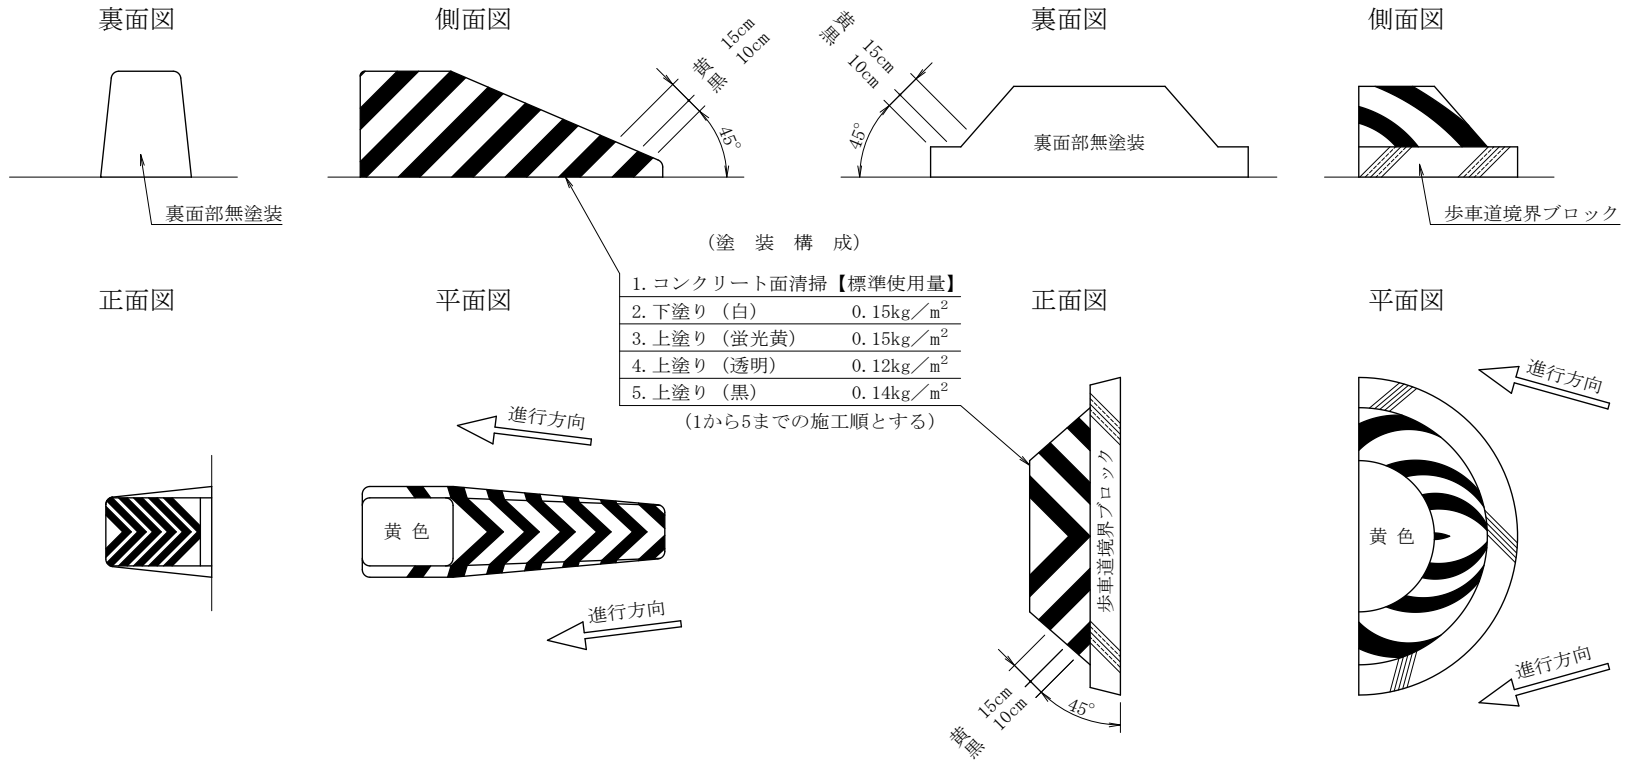 裏面図
側面図
裏面図
側面図
黄 15cm
黒 10cm
45°
黄 15cm
黒 10cm
45°
裏面部無塗装
裏面部無塗装
歩車道境界ブロック
(塗 装 構 成)
1. コンクリート面清掃【標準使用量】
2. 下塗り（白） 0.15kg／m²
3. 上塗り（蛍光黄） 0.15kg／m²
4. 上塗り（透明） 0.12kg／m²
5. 上塗り（黒） 0.14kg／m²
(1から5までの施工順とする)
正面図
平面図
正面図
平面図
進行方向
黄 色
進行方向
歩車道境界ブロック
黄 15cm
黒 10cm
45°
進行方向
黄 色
進行方向